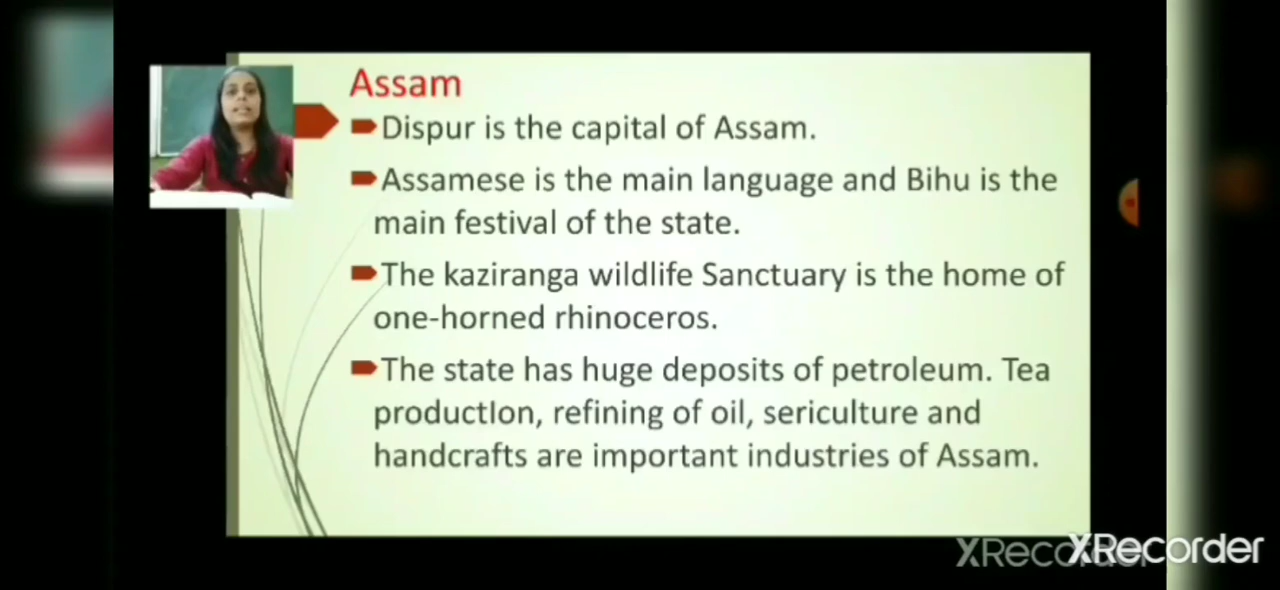 Assam
Dispur is the capital of Assam.
Assamese is the main language and Bihu is the
main festival of the state.
The kaziranga wildlife Sanctuary is the home of
one-horned rhinoceros.
The state has huge deposits of petroleum. Tea
productIon, refining of oil, sericulture and
handcrafts are important industries of Assam.
XRecorder
XRecorder